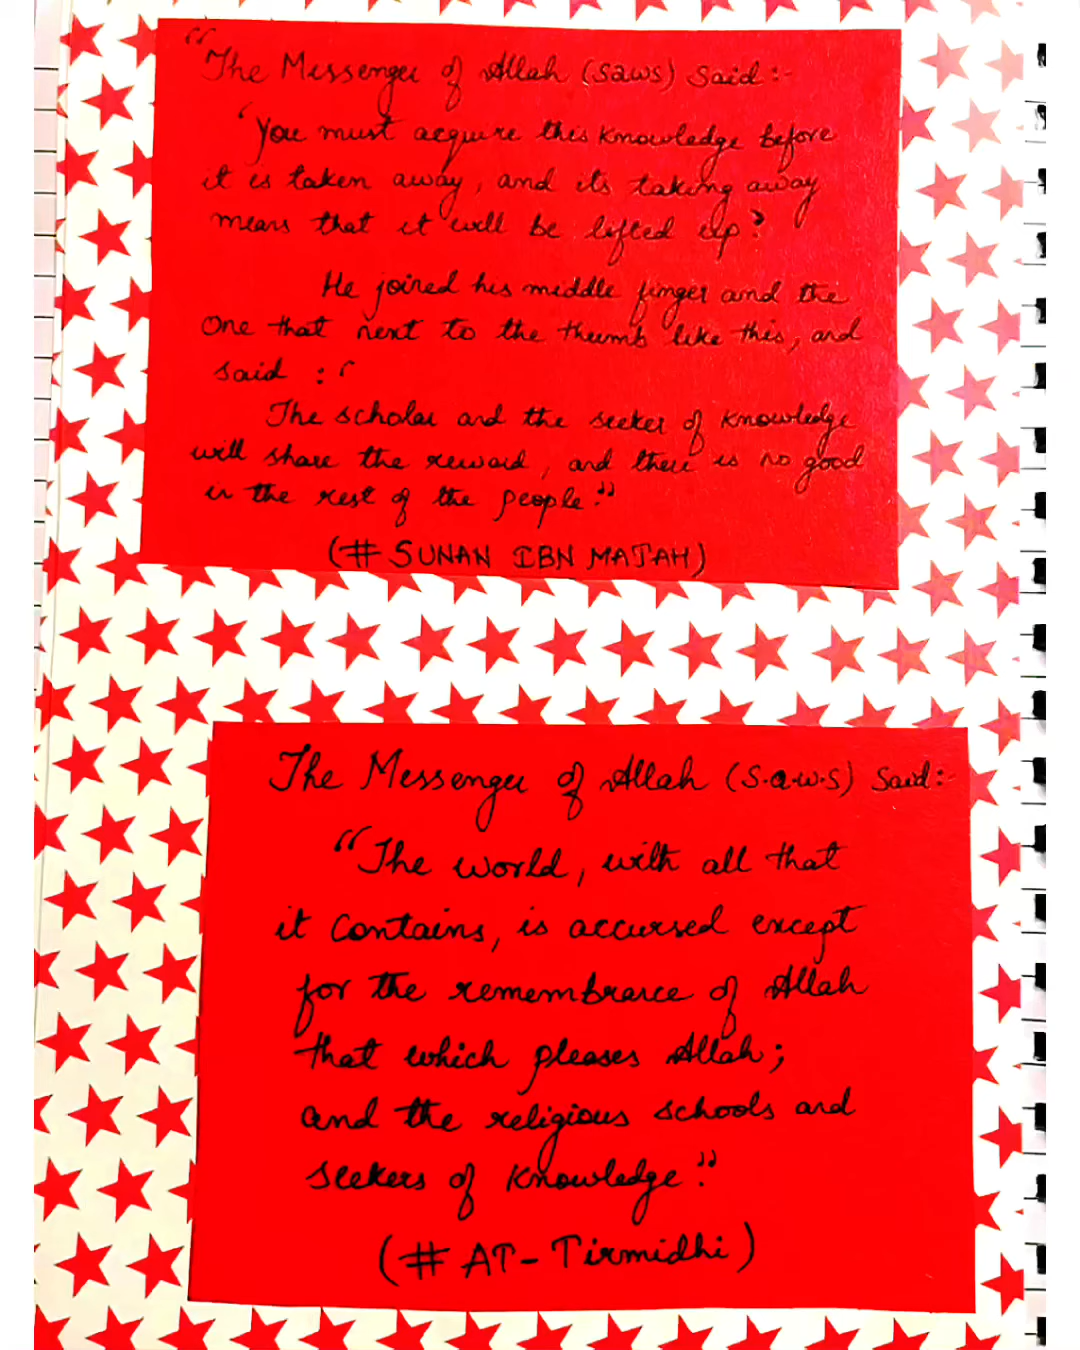 "The Messenger of Allah (saws) said:-
'You must acquire this knowledge before
it is taken away, and its taking away
means that it will be lifted up?'
He joined his middle finger and the
One that next to the thumb like this, and
said : '
The scholar and the seeker of knowledge
will share the reward, and there is no good
in the rest of the people."
(# SUNAN IBN MAJAH)
The Messenger of Allah (s.a.w.s) Said:-
"The world, with all that
it Contains, is accursed except
for the remembrance of Allah
that which pleases Allah;
and the religious schools and
seekers of knowledge."
(# AT-Tirmidhi)